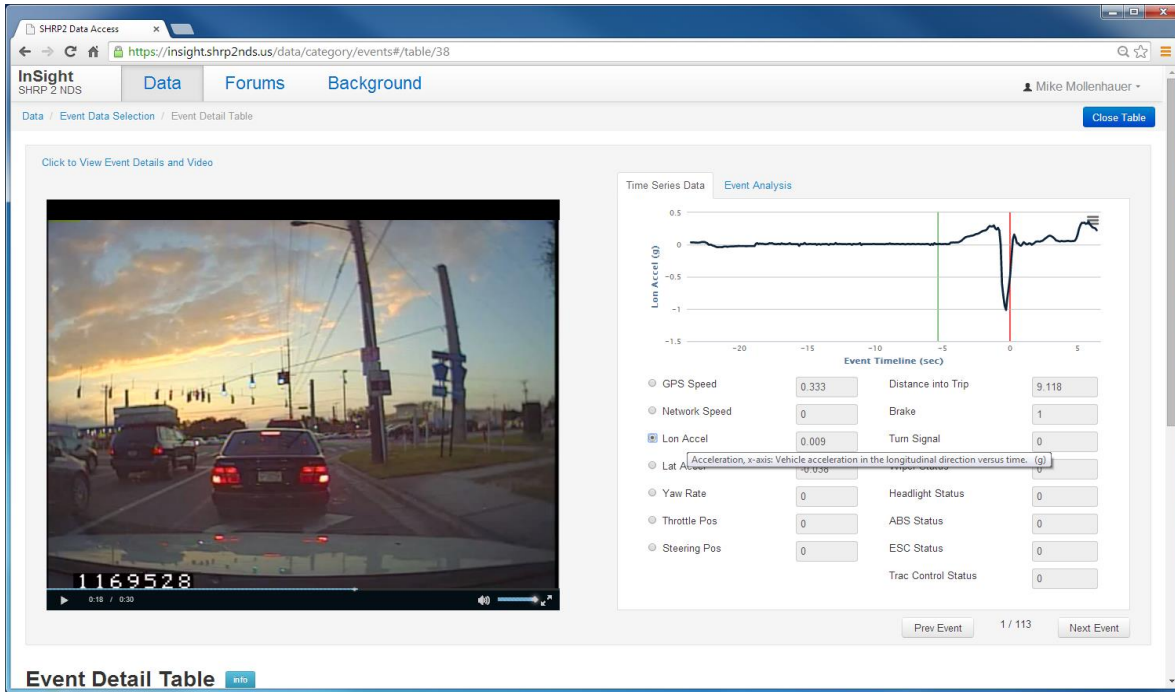 SHRP2 Data Access
https://insight.shrp2nds.us/data/category/events#/table/38
InSight
SHRP 2 NDS
Data
Forums
Background
Mike Mollenhauer
Data / Event Data Selection / Event Detail Table
Close Table
Click to View Event Details and Video
Time Series Data
Event Analysis
0.5
0
-0.5
-1
-1.5
Lon Accel (g)
-20
-15
-10
-5
0
5
Event Timeline (sec)
GPS Speed 0.333 Distance into Trip 9.118
Network Speed 0 Brake 1
Lon Accel 0.009 Turn Signal 0
Acceleration, x-axis: Vehicle acceleration in the longitudinal direction versus time. (g)
Lat -0.038 Status 0
Yaw Rate 0 Headlight Status 0
Throttle Pos 0 ABS Status 0
Steering Pos 0 ESC Status 0
Trac Control Status 0
1169528
0:18 / 0:30
Prev Event 1 / 113 Next Event
Event Detail Table info